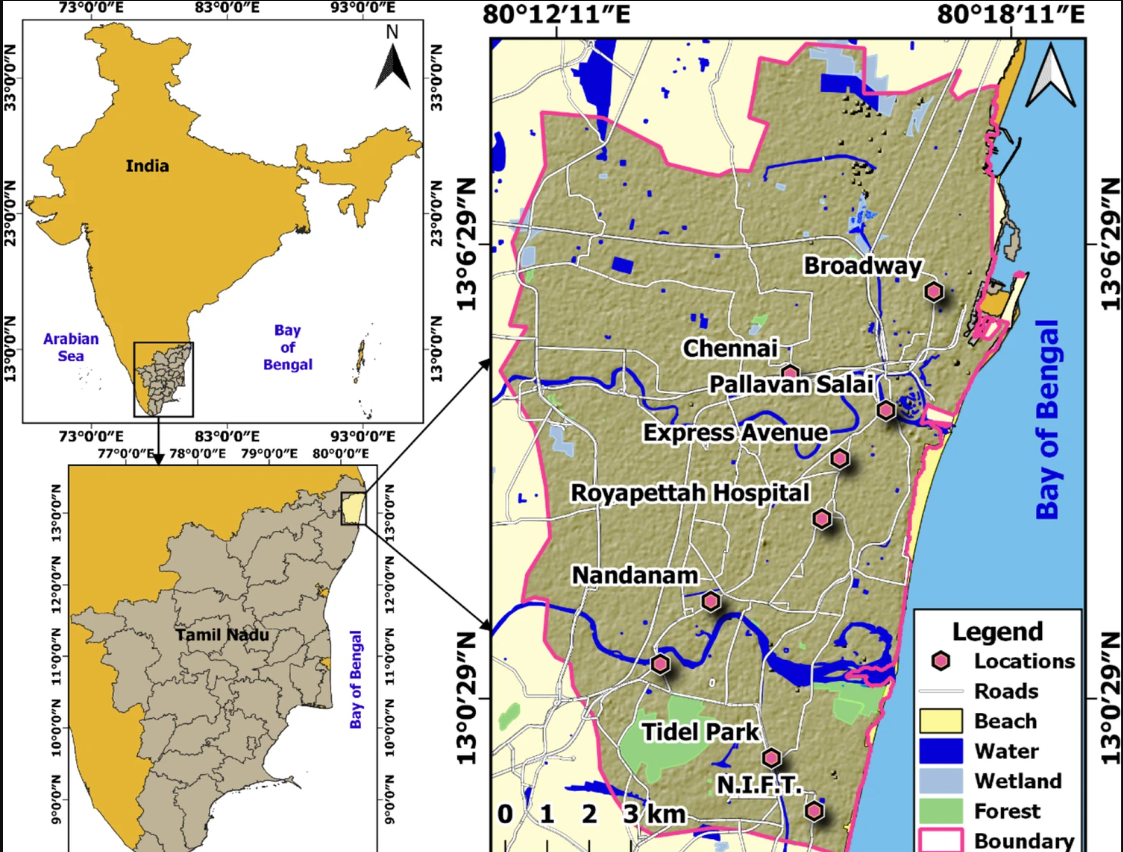 73°0'0"N 83°0'0"N 93°0'0"N
33°0'0"N
23°0'0"N
13°0'0"N
N
33°0'0"N
23°0'0"N
13°0'0"N
India
Arabian
Sea
Bay
of
Bengal
73°0'0"N 83°0'0"N 93°0'0"N
77°0'0"N 78°0'0"N 79°0'0"N 80°0'0"N
13°0'0"N
12°0'0"N
11°0'0"N
10°0'0"N
9°0'0"N
Tamil Nadu
Bay of Bengal
13°0'0"N
12°0'0"N
11°0'0"N
10°0'0"N
9°0'0"N
80°12'11"E 80°18'11"E
13°6'29"N
13°0'29"N
13°6'29"N
13°0'29"N
Broadway
Chennai
Pallavan Salai
Express Avenue
Royapettah Hospital
Nandanam
Tidel Park
N.I.F.T.
0 1 2 3 km
Bay of Bengal
Legend
Locations
Roads
Beach
Water
Wetland
Forest
Boundary